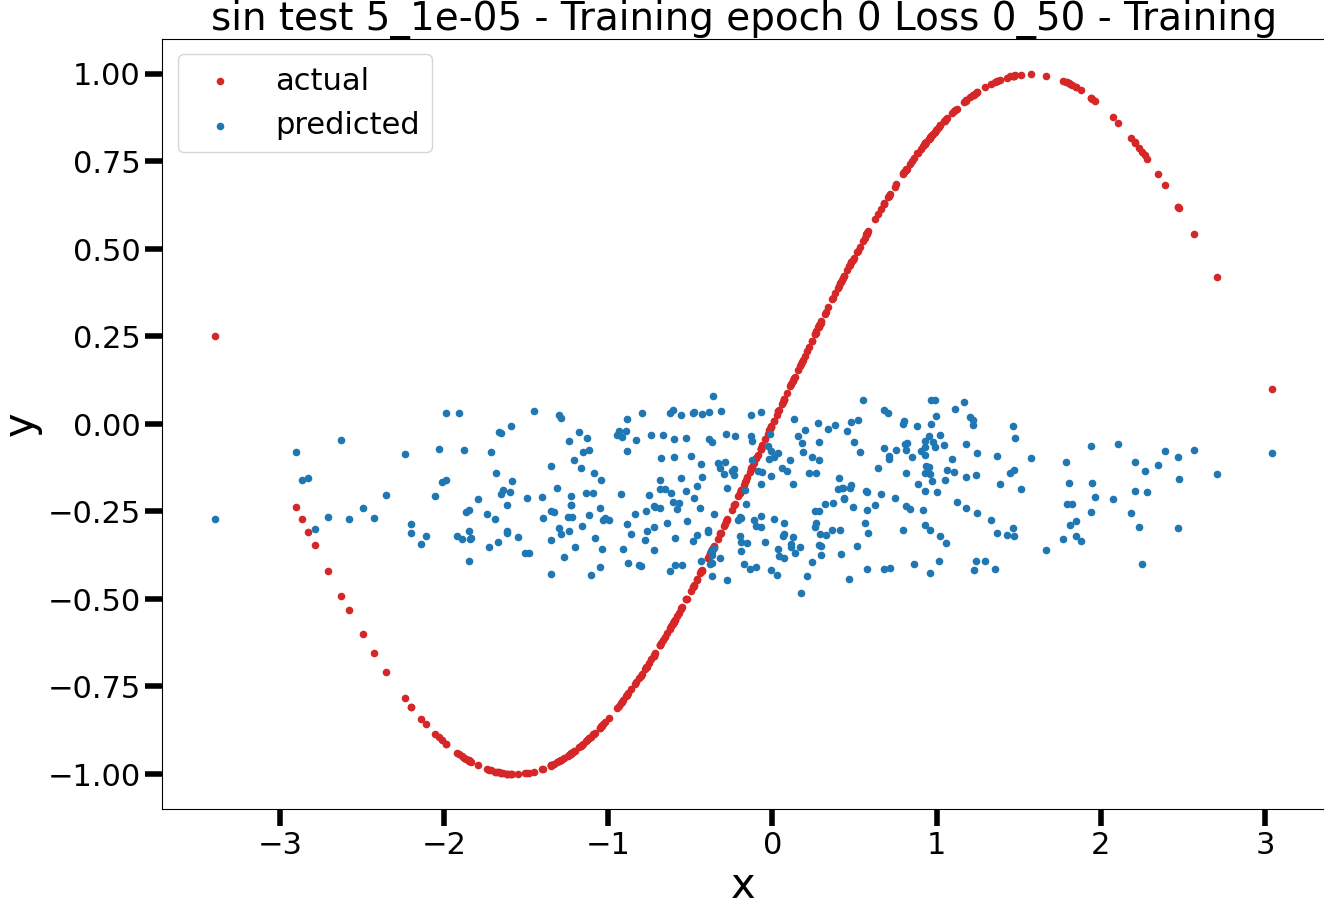 sin test 5_1e-05 - Training epoch 0 Loss 0_50 - Training
actual
predicted
1.00
0.75
0.50
0.25
0.00
−0.25
−0.50
−0.75
−1.00
y
−3 −2 −1 0 1 2 3
x